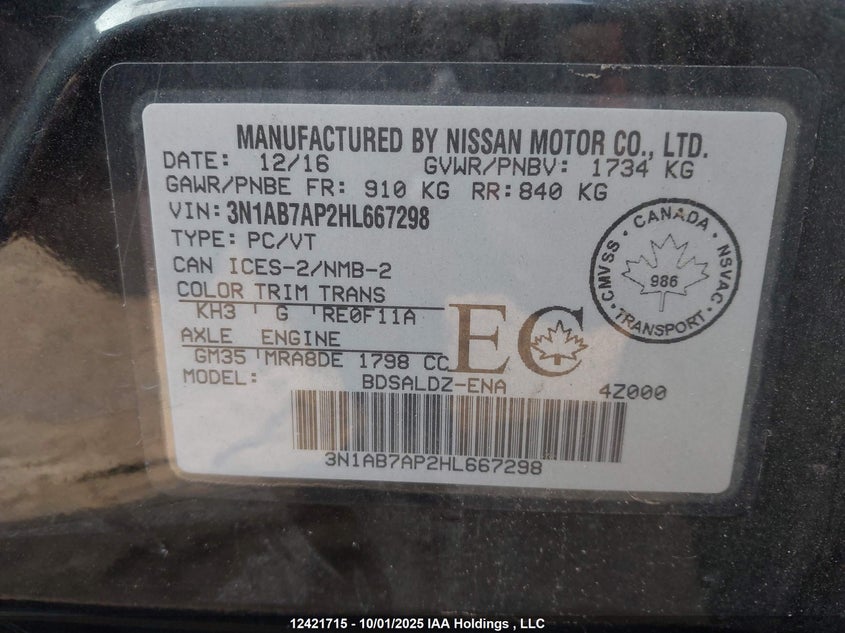 MANUFACTURED BY NISSAN MOTOR CO., LTD.
DATE: 12/16 GVWR/PNBV: 1734 KG
GAWR/PNBE FR: 910 KG RR: 840 KG
VIN: 3N1AB7AP2HL667298
TYPE: PC/VT
CAN ICES-2/NMB-2
COLOR TRIM TRANS
KH3 G RE0F11A
AXLE ENGINE
GM35 MRA8DE 1798 CC
EC
CANADA
CMVSS NSVAC
986
TRANSPORT
MODEL: BDSALDZ-ENA 4Z000
3N1AB7AP2HL667298
12421715 - 10/01/2025 IAA Holdings , LLC